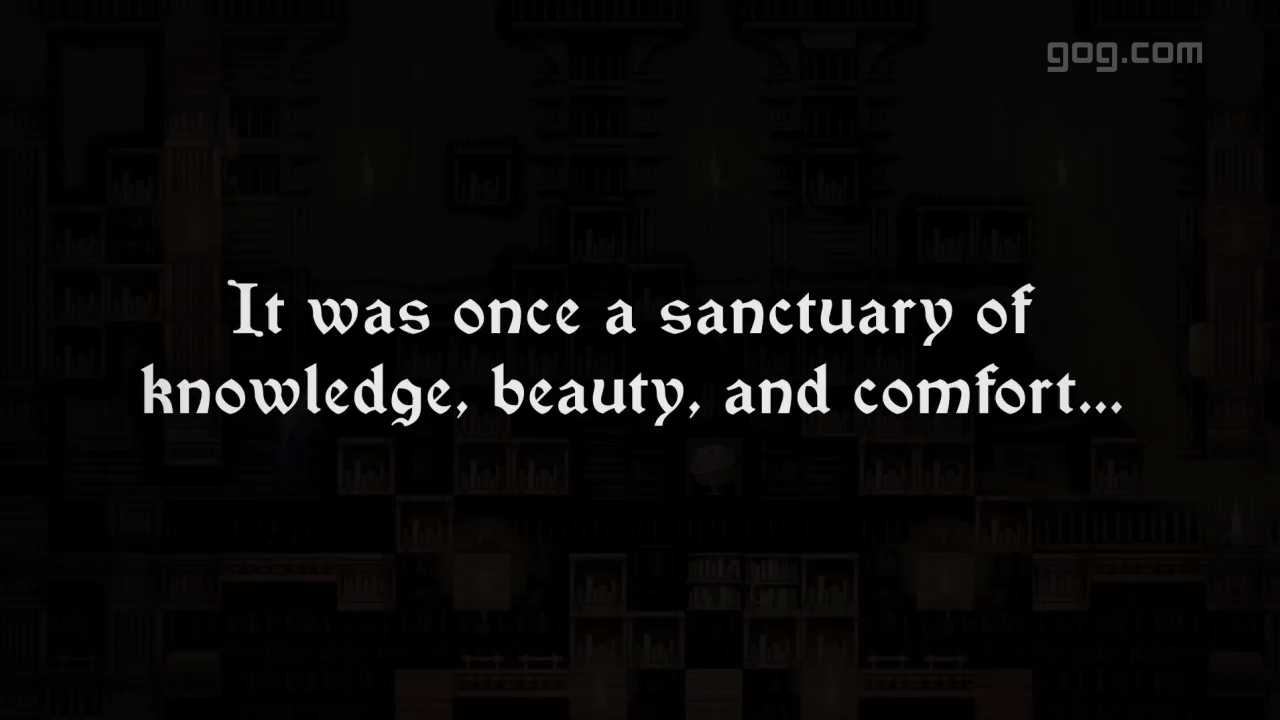 gog.com
It was once a sanctuary of
knowledge, beauty, and comfort...